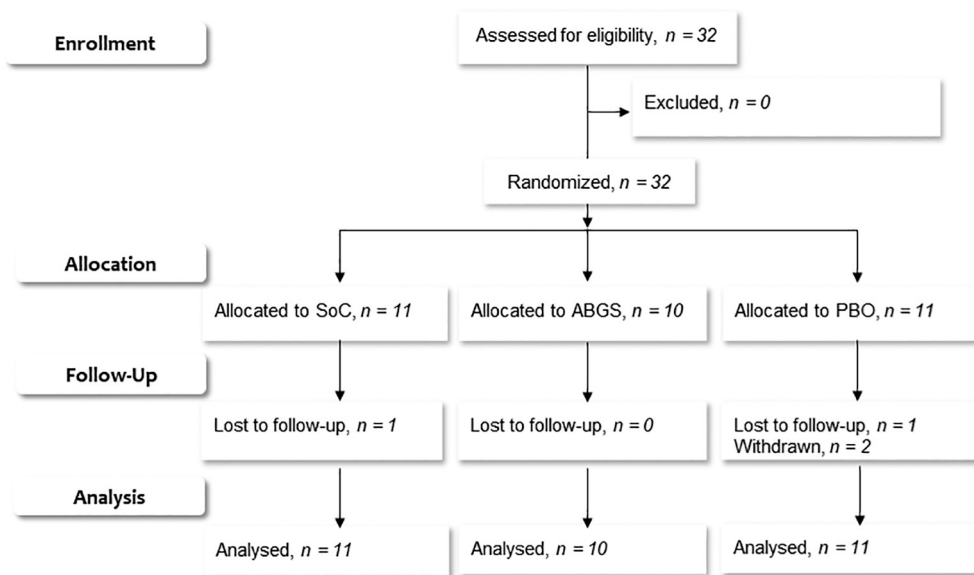 Enrollment
Assessed for eligibility, n = 32
Excluded, n = 0
Randomized, n = 32
Allocation
Allocated to SoC, n = 11
Allocated to ABGS, n = 10
Allocated to PBO, n = 11
Follow-Up
Lost to follow-up, n = 1
Lost to follow-up, n = 0
Lost to follow-up, n = 1
Withdrawn, n = 2
Analysis
Analysed, n = 11
Analysed, n = 10
Analysed, n = 11